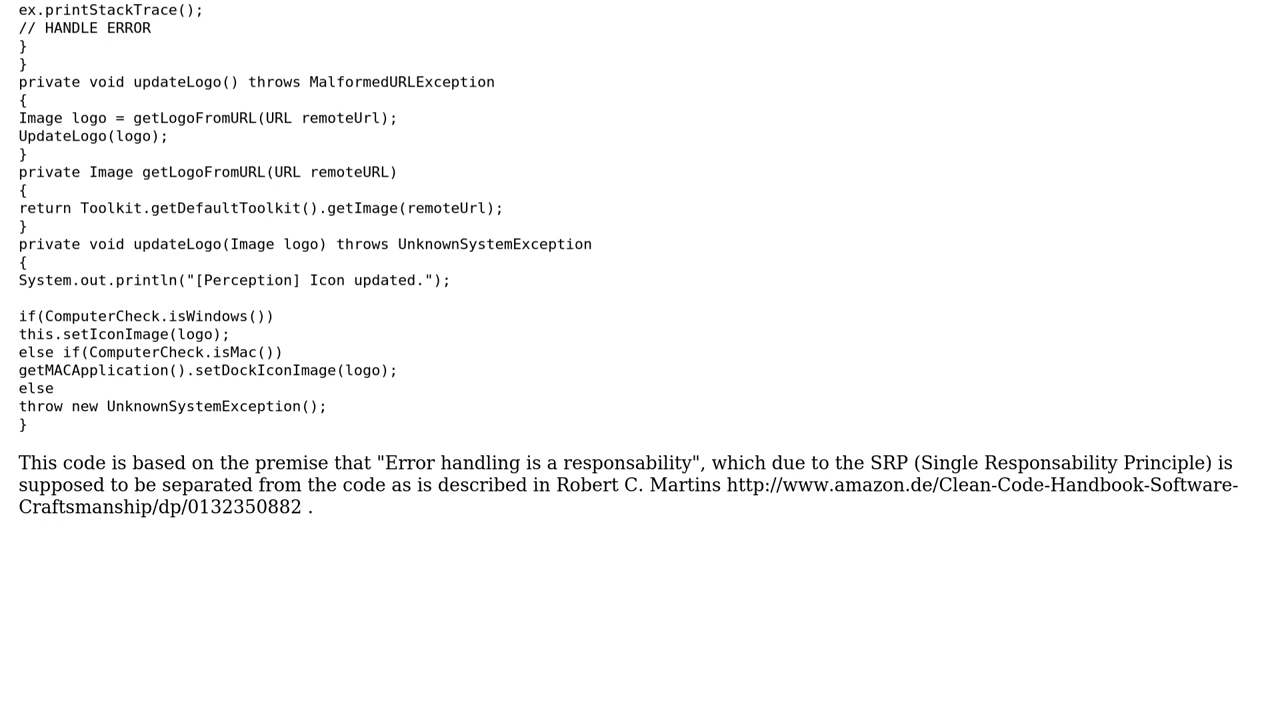 ex.printStackTrace();
// HANDLE ERROR
}
}
private void updateLogo() throws MalformedURLException
{
Image logo = getLogoFromURL(URL remoteUrl);
UpdateLogo(logo);
}
private Image getLogoFromURL(URL remoteURL)
{
return Toolkit.getDefaultToolkit().getImage(remoteUrl);
}
private void updateLogo(Image logo) throws UnknownSystemException
{
System.out.println("[Perception] Icon updated.");
if(ComputerCheck.isWindows())
this.setIconImage(logo);
else if(ComputerCheck.isMac())
getMACApplication().setDockIconImage(logo);
else
throw new UnknownSystemException();
}
This code is based on the premise that "Error handling is a responsability", which due to the SRP (Single Responsability Principle) is
supposed to be separated from the code as is described in Robert C. Martins http://www.amazon.de/Clean-Code-Handbook-Software-
Craftsmanship/dp/0132350882 .